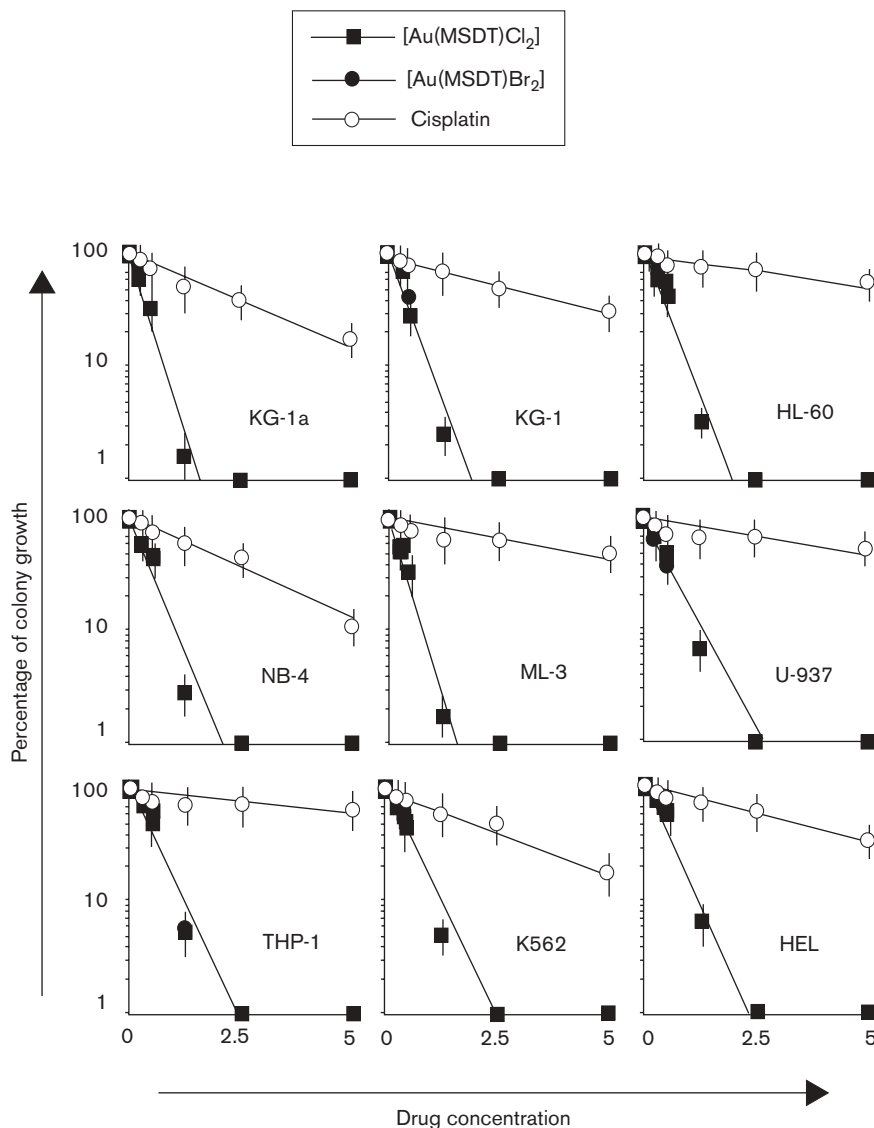 [Au(MSDT)Cl₂]
[Au(MSDT)Br₂]
Cisplatin
100
10
1
KG-1a
KG-1
HL-60
100
10
1
NB-4
ML-3
U-937
100
10
1
THP-1
K562
HEL
0 2.5 5 0 2.5 5 0 2.5 5
Percentage of colony growth
Drug concentration